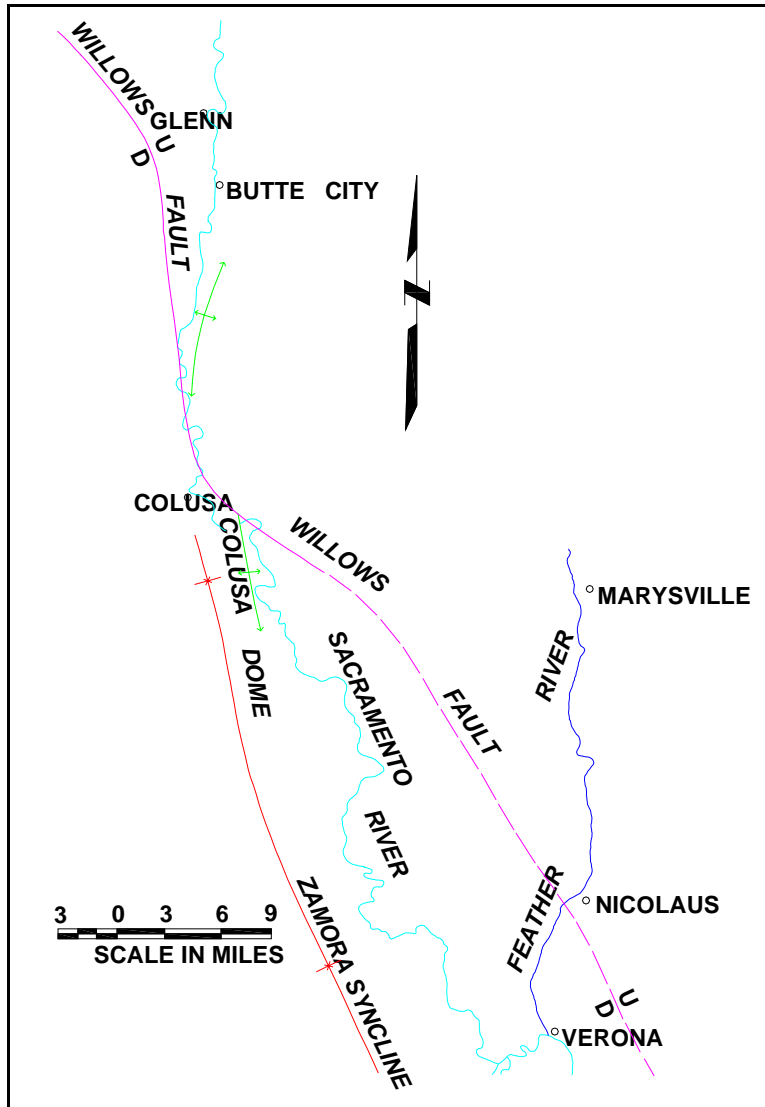 WILLOWS
GLENN
U
D
BUTTE CITY
FAULT
N
COLUSA
COLUSA DOME
WILLOWS
MARYSVILLE
RIVER
SACRAMENTO
FAULT
RIVER
FEATHER
NICOLAUS
3 0 3 6 9
SCALE IN MILES
ZAMORA SYNCLINE
U
D
VERONA